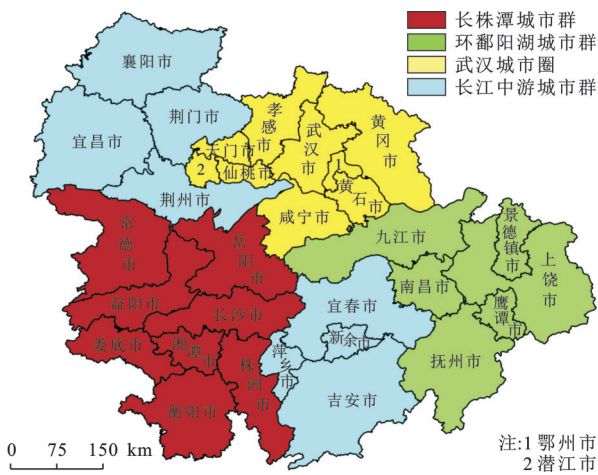 长株潭城市群
环鄱阳湖城市群
武汉城市圈
长江中游城市群
襄阳市
荆门市
宜昌市
孝感市
武汉市
黄冈市
天门市
2
仙桃市
1
黄石市
荆州市
咸宁市
常德市
岳阳市
九江市
景德镇市
上饶市
南昌市
鹰潭市
宜春市
益阳市
长沙市
新余市
娄底市
湘潭市
株洲市
萍乡市
抚州市
衡阳市
吉安市
0 75 150 km
注:1 鄂州市
2 潜江市